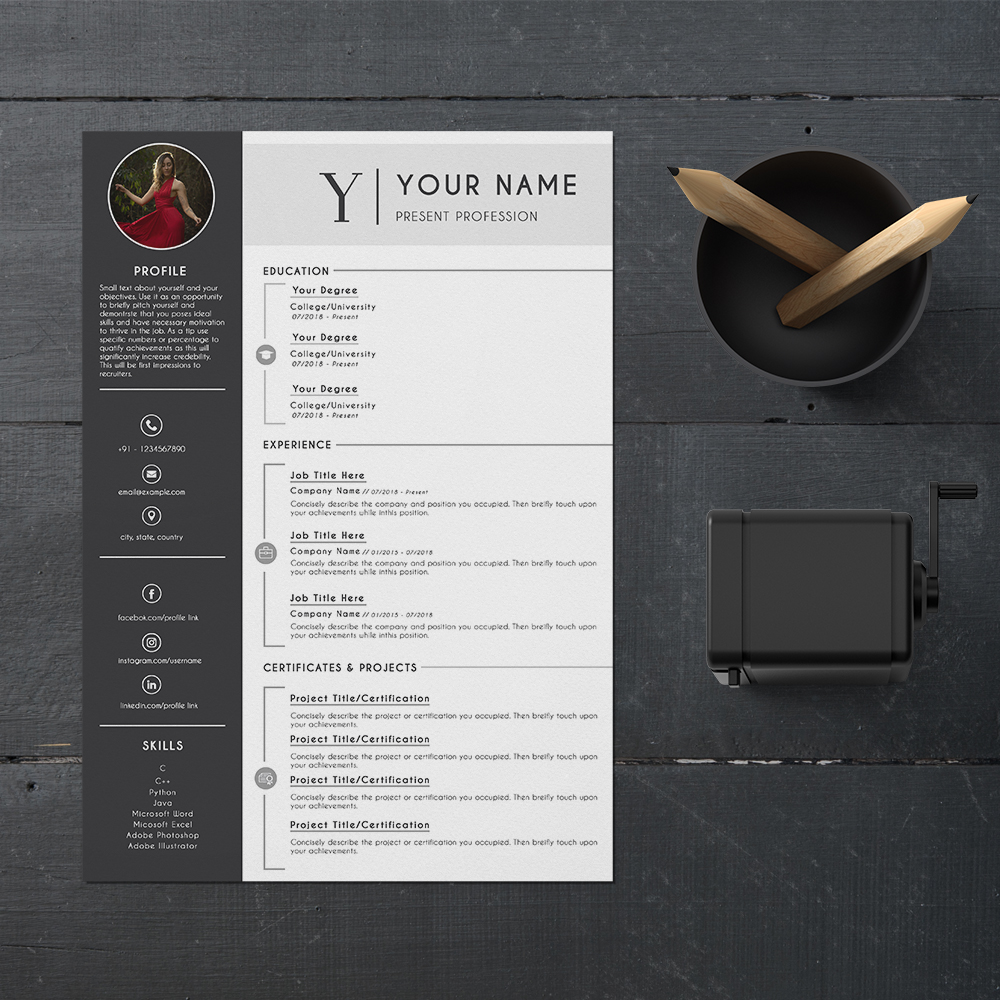 PROFILE
Small text about yourself and your
objectives. Use it as an opportunity
to briefly pitch yourself and
demontrste that you poses ideal
skills and have necessary motivation
to thrive in the job. As a tip use
specific numbers or percentage to
quatify achievements as this will
significantly increase credebility.
This will be first impressions to
recruiters.
+91 - 1234567890
email@example.com
city, state, country
f
facebok.com/profile link
instagram.com/username
in
linkedin.com/profile link
SKILLS
C
C++
Python
Java
Microsoft Word
Micosoft Excel
Adobe Photoshop
Adobe Illustrator
Y
YOUR NAME
PRESENT PROFESSION
EDUCATION
Your Degree
College/University
07/2018 - Present
Your Degree
College/University
07/2018 - Present
Your Degree
College/University
07/2018 - Present
EXPERIENCE
Job Title Here
Company Name // 07/2018 - Present
Concisely describe the company and position you occupied. Then breifly touch upon
your achievements while inthis position.
Job Title Here
Company Name // 01/2015 - 07/2018
Concisely describe the company and position you occupied. Then breifly touch upon
your achievements while inthis position.
Job Title Here
Company Name // 01/2015 - 07/2018
Concisely describe the company and position you occupied. Then breifly touch upon
your achievements while inthis position.
CERTIFICATES & PROJECTS
Project Title/Certification
Concisely describe the project or certification you occupied. Then breifly touch upon
your achievements.
Project Title/Certification
Concisely describe the project or certification you occupied. Then breifly touch upon
your achievements.
Project Title/Certification
Concisely describe the project or certification you occupied. Then breifly touch upon
your achievements.
Project Title/Certification
Concisely describe the project or certification you occupied. Then breifly touch upon
your achievements.